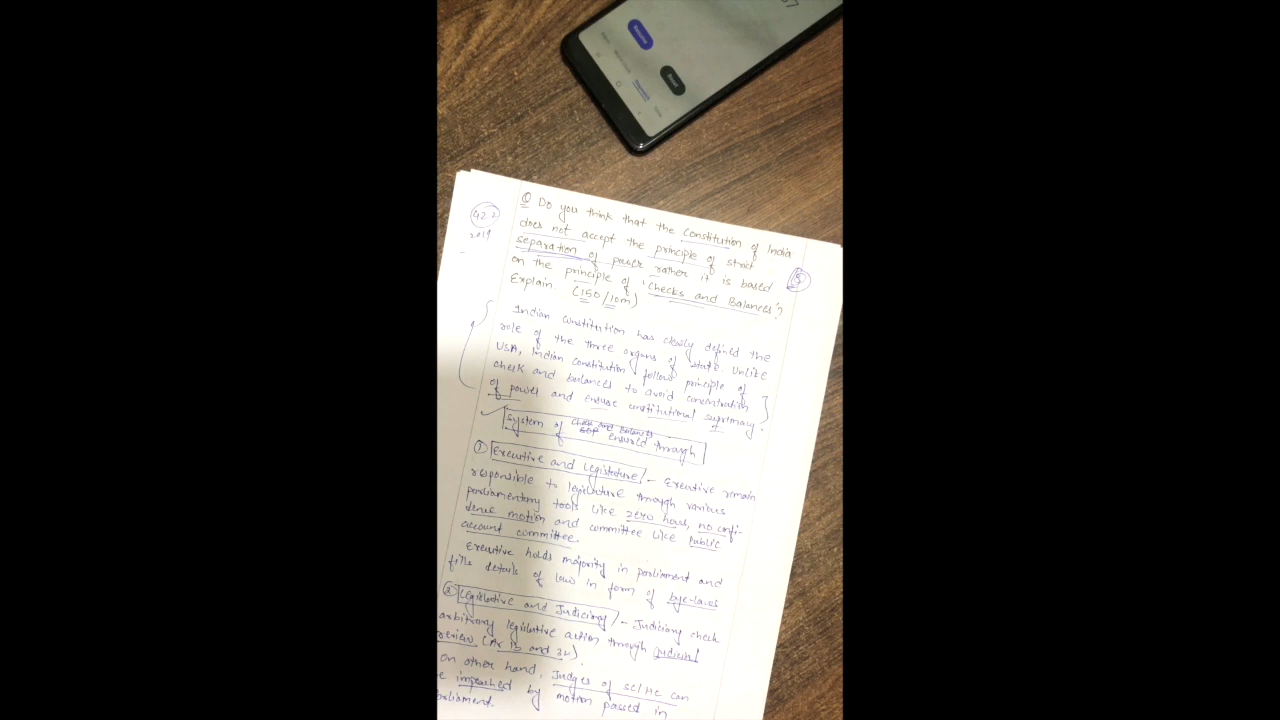 Q2.2
2019
Q Do you think that the constitution of India
does not accept the principle of strict
separation of power rather it is based
on the principle of 'checks and Balances'?
Explain (150/10m)
5
Indian constitution has clearly defined the
role of the three organs of state. Unlike
USA, Indian constitution follow principle of
check and balances to avoid concentration
of power and ensure constitutional supremacy.
System of check and balances
ensured through
① Executive and Legislature - Executive remain
responsible to legislature through various
parliamentary tools like zero hour, no confi-
dence motion and committee like public
account committee.
Executive holds majority in parliament and
fills details of law in form of bye-laws
② Legislative and Judiciary - Judiciary check
arbitrary legislative action through judicial
review (Ar 13 and 32).
on other hand, Judges of SC/HC can
impeached by motion passed in